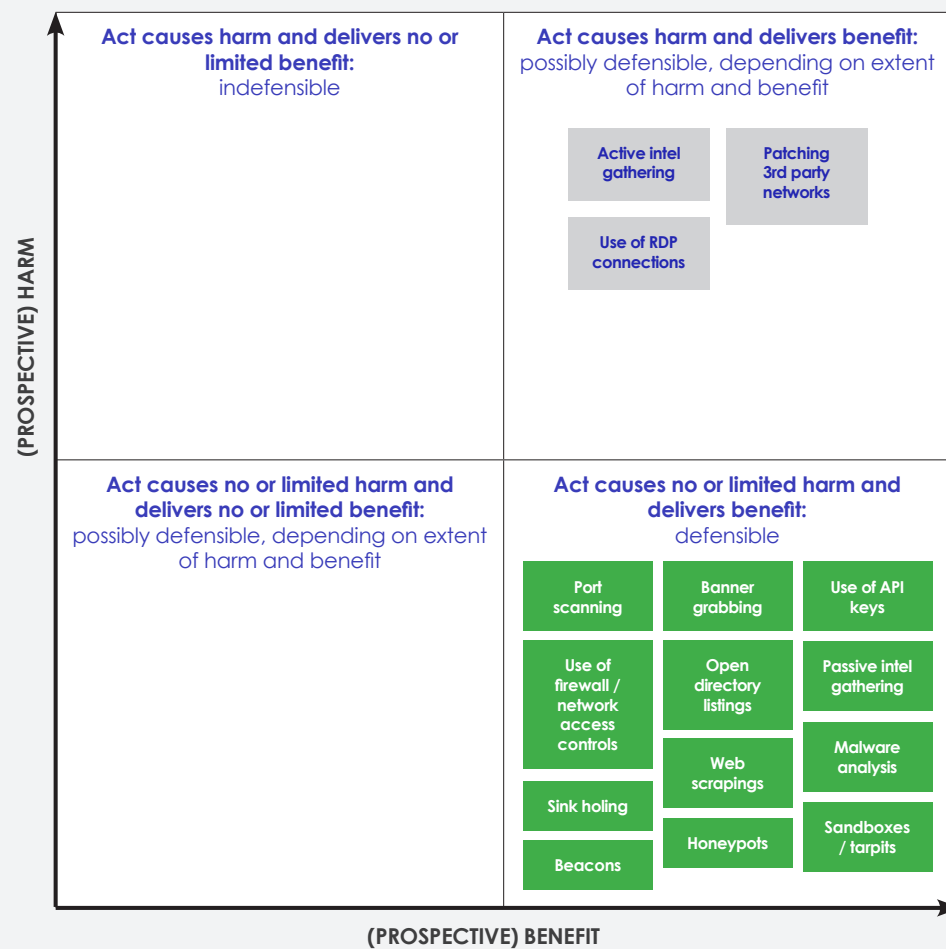 (PROSPECTIVE) HARM
Act causes harm and delivers no or
limited benefit:
indefensible
Act causes harm and delivers benefit:
possibly defensible, depending on extent
of harm and benefit
Active intel
gathering
Patching
3rd party
networks
Use of RDP
connections
Act causes no or limited harm and
delivers no or limited benefit:
possibly defensible, depending on extent
of harm and benefit
Act causes no or limited harm and
delivers benefit:
defensible
Port
scanning
Banner
grabbing
Use of API
keys
Use of
firewall /
network
access
controls
Open
directory
listings
Passive intel
gathering
Web
scrapings
Malware
analysis
Sink holing
Honeypots
Sandboxes
/ tarpits
Beacons
(PROSPECTIVE) BENEFIT